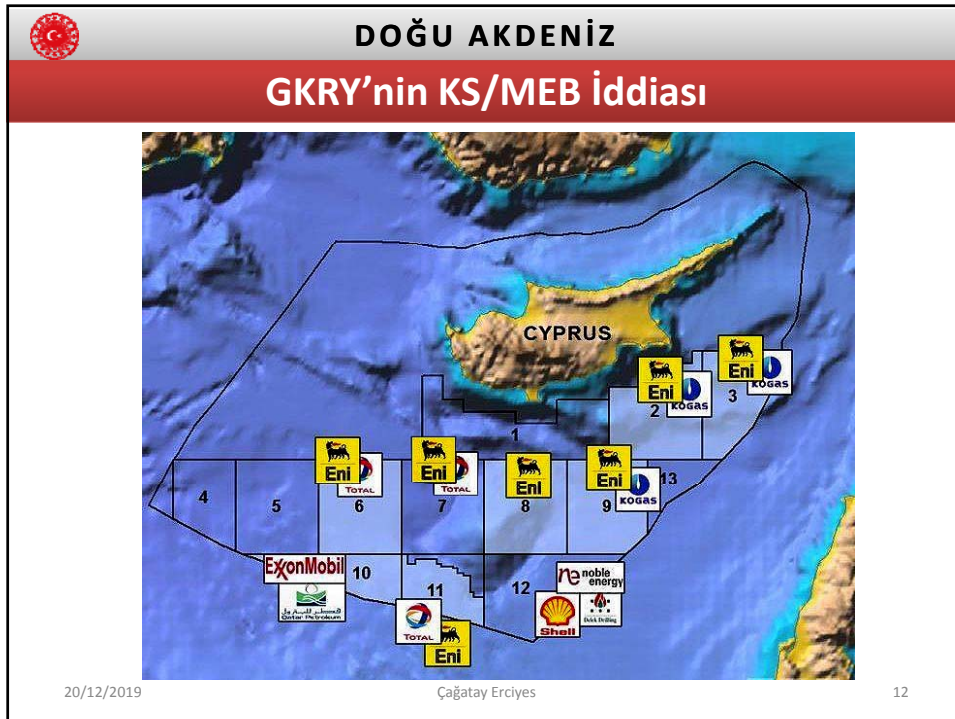 DOĞU AKDENİZ
GKRY’nin KS/MEB İddiası
CYPRUS
Eni
KOGAS
2
Eni
KOGAS
3
1
4
5
Eni
TOTAL
6
Eni
TOTAL
7
Eni
8
Eni
KOGAS
9
13
ExxonMobil
قطر للبترول
Qatar Petroleum
10
11
TOTAL
Eni
12
noble
energy
Shell
Delek Drilling
20/12/2019
Çağatay Erciyes
12